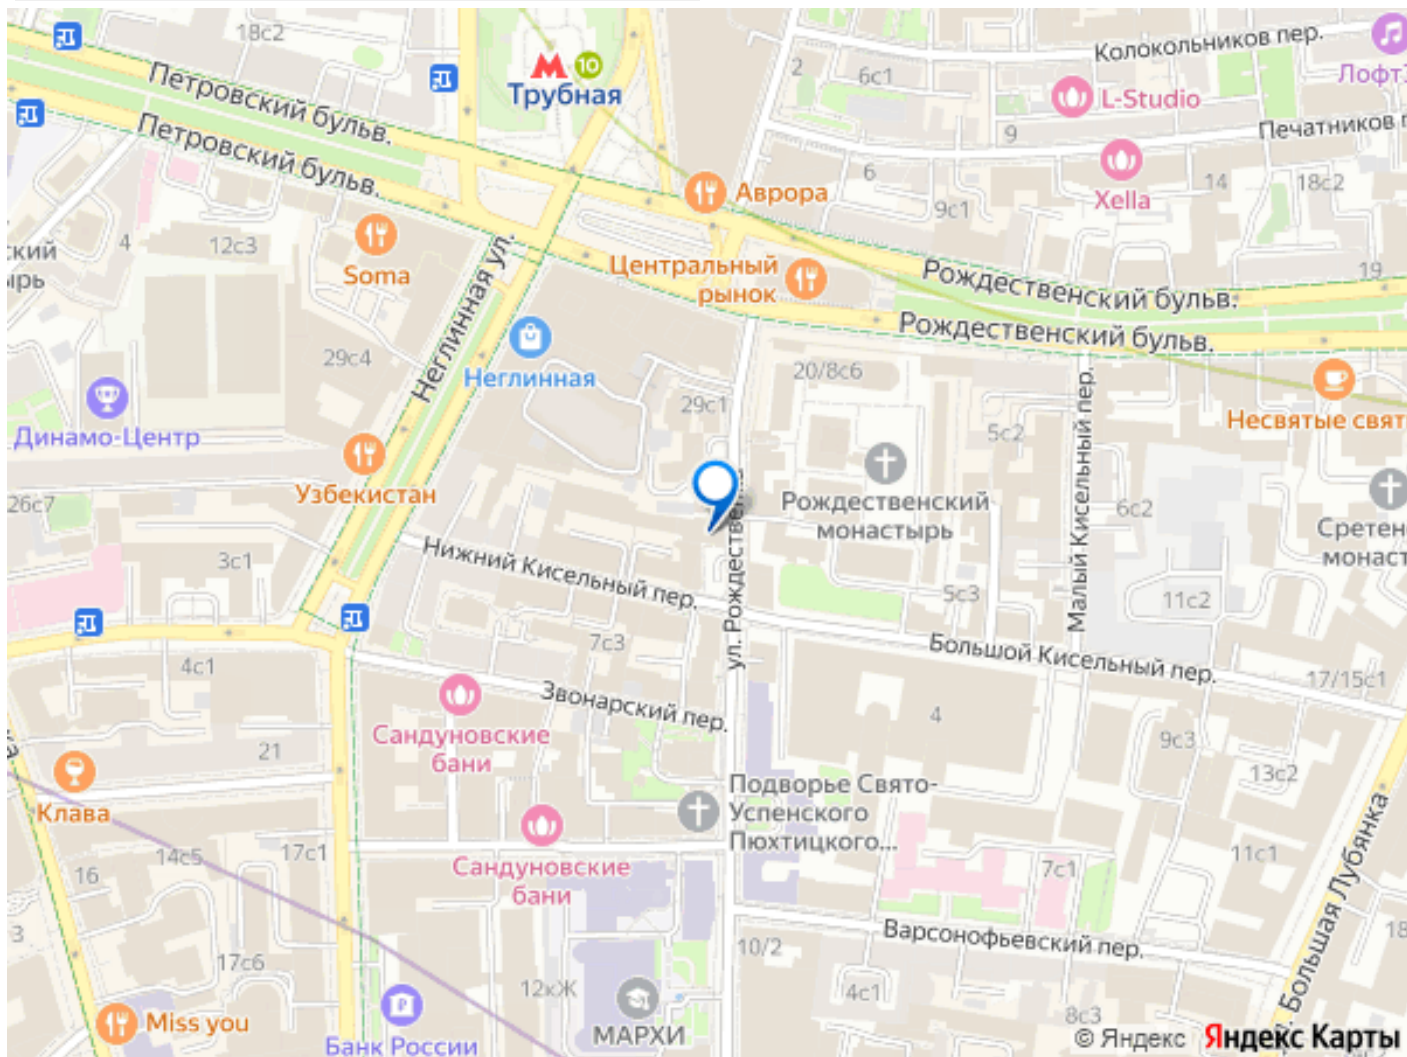 18с2
Колокольников пер.
2
6с1
Лофт
10
Трубная
L-Studio
Петровский бульв.
Петровский бульв.
9
Печатников
6
Xella
14
18с2
Аврора
9с1
4
12с3
Soma
Неглинная ул.
Центральный
рынок
Рождественский бульв.
19
Рождественский бульв.
29с4
Неглинная
20/8с6
29с1
Малый Кисельный пер.
Несвятые
5с2
Динамо-Центр
Узбекистан
26с7
Рождественский
монастырь
6с2
3с1
Нижний Кисельный пер.
5с3
11с2
7с3
ул.
Большой Кисельный пер.
4с1
Звонарский пер.
17/15с1
Сандуновские
бани
4
9с3
21
13с2
Клава
Подворье Свято-
Успенского
Пюхтицкого...
Сандуновские
бани
14с5
17с1
16
7с1
11с1
Большая Лубянка
3
Варсонофьевский пер.
10/2
18
17с6
12кЖ
4с1
Miss you
Банк России
МАРХИ
8с3
© Яндекс Яндекс Карты